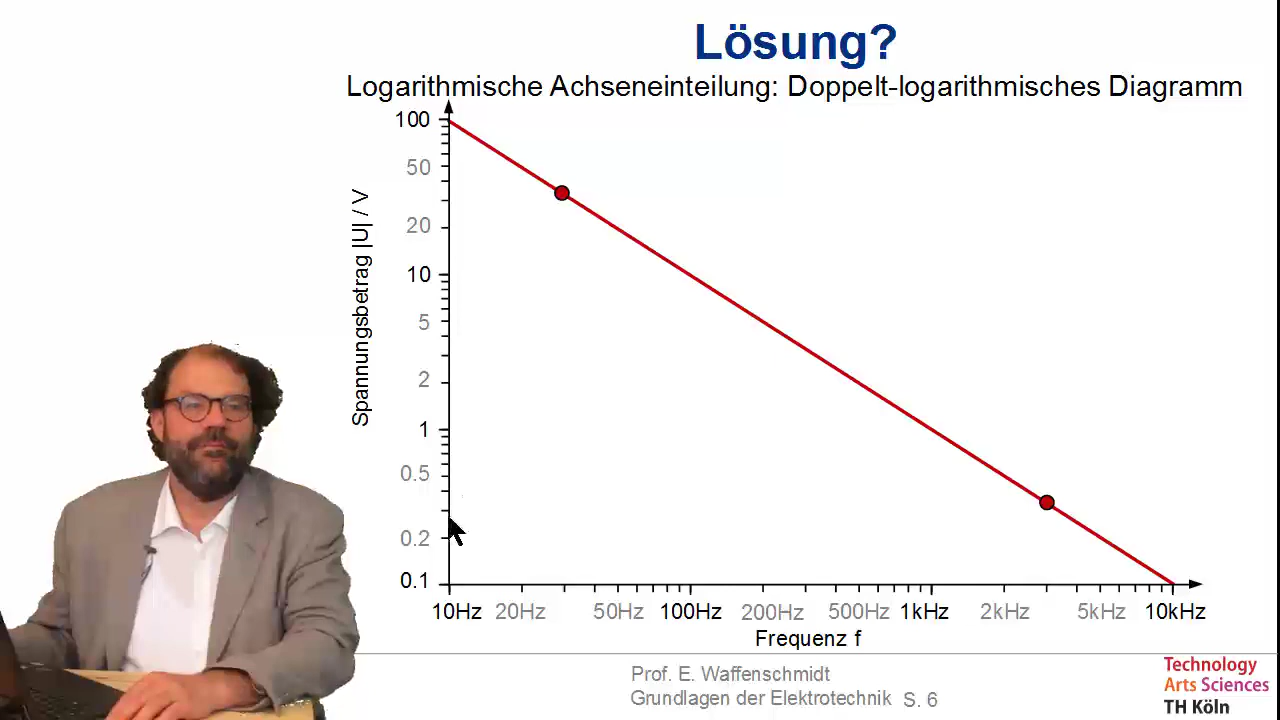 Lösung?
Logarithmische Achseneinteilung: Doppelt-logarithmisches Diagramm
100
50
20
10
5
2
1
0.5
0.2
0.1
Spannungsbetrag |U| / V
10Hz 20Hz 50Hz 100Hz 200Hz 500Hz 1kHz 2kHz 5kHz 10kHz
Frequenz f
Prof. E. Waffenschmidt
Grundlagen der Elektrotechnik S. 6
Technology
Arts Sciences
TH Köln